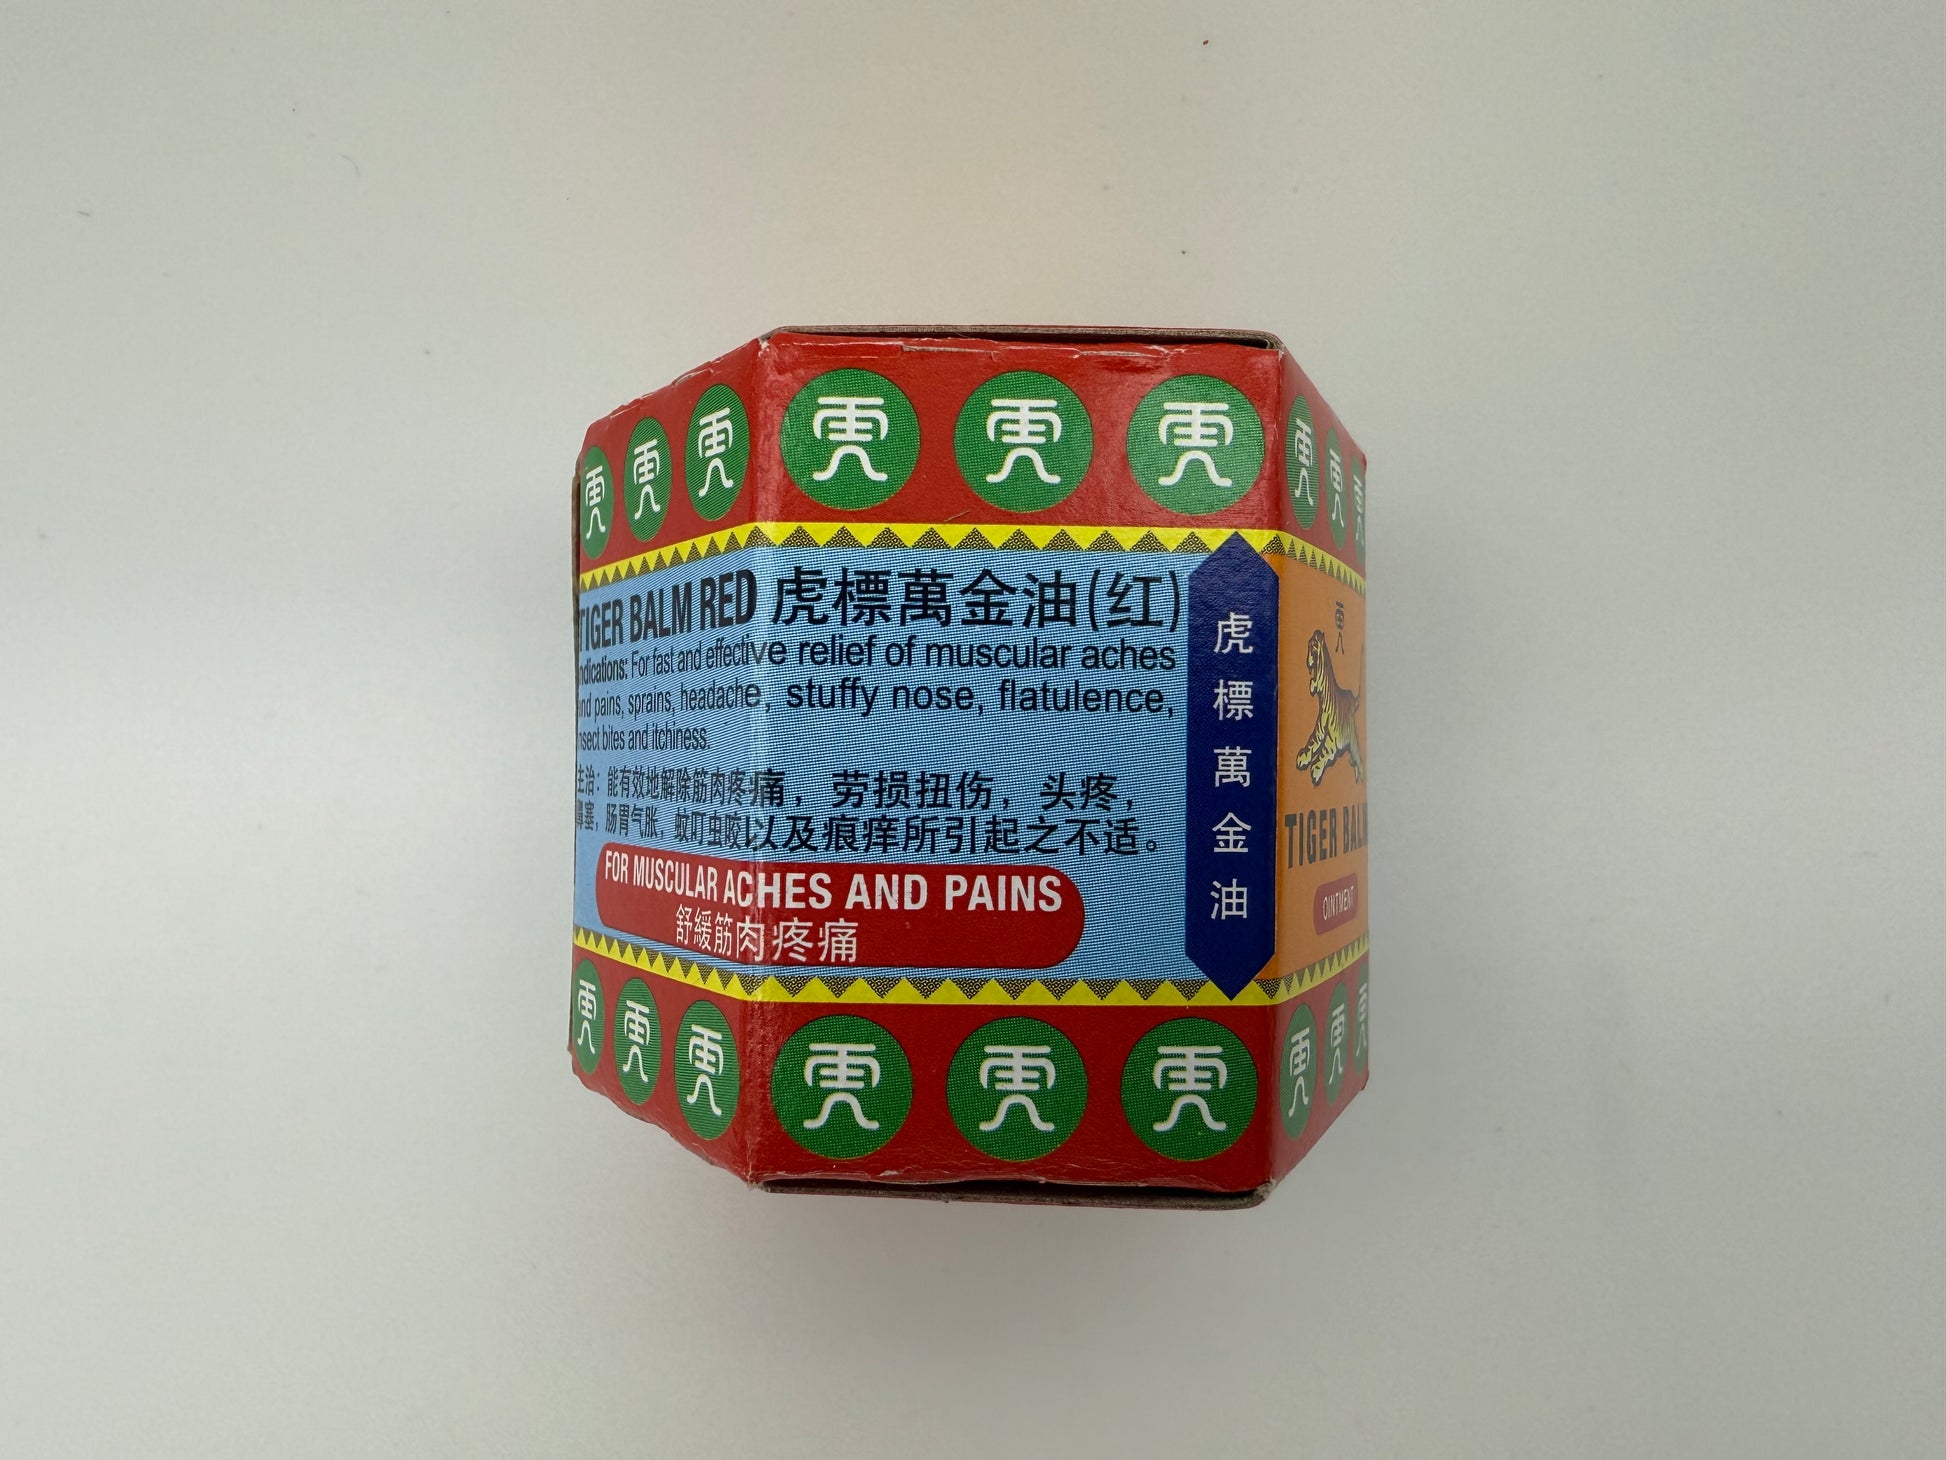 TIGER BALM RED 虎標萬金油(红)
Indications: For fast and effective relief of muscular aches
and pains, sprains, headache, stuffy nose, flatulence,
insect bites and itchiness.
主治：能有效地解除筋肉疼痛，劳损扭伤，头疼，
鼻塞，肠胃气胀，蚊叮虫咬以及痕痒所引起之不适。
FOR MUSCULAR ACHES AND PAINS
舒緩筋肉疼痛
虎標萬金油
TIGER BALM
OINTMENT